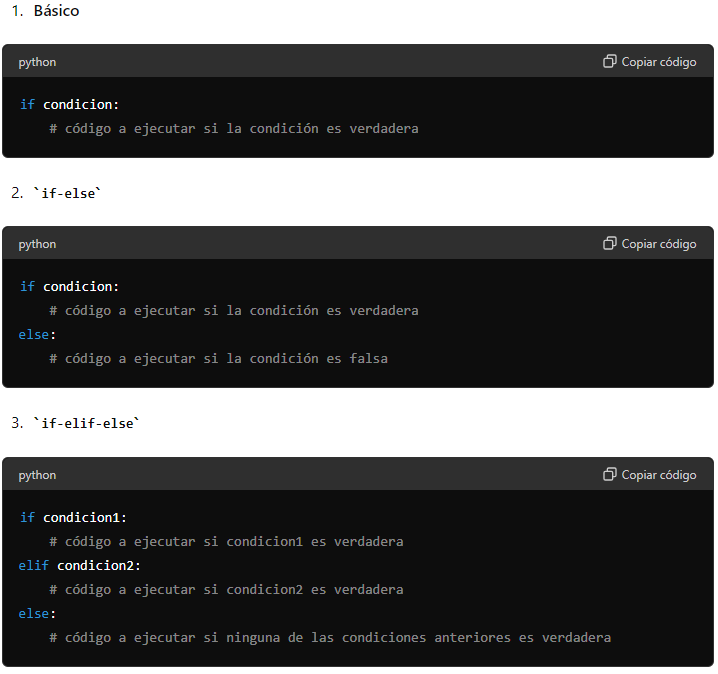 1. Básico
python Copiar código
if condicion:
    # código a ejecutar si la condición es verdadera
2. `if-else`
python Copiar código
if condicion:
    # código a ejecutar si la condición es verdadera
else:
    # código a ejecutar si la condición es falsa
3. `if-elif-else`
python Copiar código
if condicion1:
    # código a ejecutar si condicion1 es verdadera
elif condicion2:
    # código a ejecutar si condicion2 es verdadera
else:
    # código a ejecutar si ninguna de las condiciones anteriores es verdadera